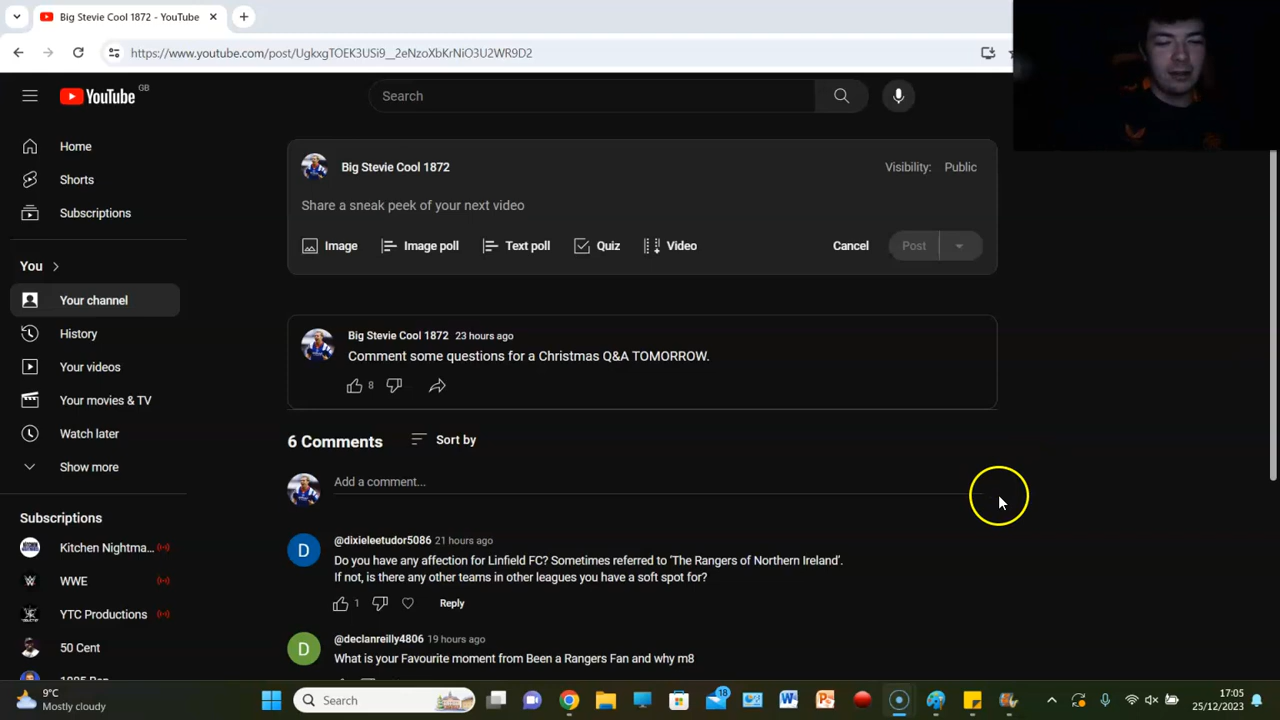 Big Stevie Cool 1872 - YouTube
https://www.youtube.com/post/UgkxgTOEK3USi9__2eNzoXbKrNiO3U2WR9D2
YouTube GB
Search
Home
Shorts
Subscriptions
You
Your channel
History
Your videos
Your movies & TV
Watch later
Show more
Subscriptions
Kitchen Nightma...
WWE
YTC Productions
50 Cent
Big Stevie Cool 1872 Visibility: Public
Share a sneak peek of your next video
Image Image poll Text poll Quiz Video Cancel Post
Big Stevie Cool 1872 23 hours ago
Comment some questions for a Christmas Q&A TOMORROW.
8
6 Comments Sort by
Add a comment...
D @dixieleetudor5086 21 hours ago
Do you have any affection for Linfield FC? Sometimes referred to 'The Rangers of Northern Ireland'.
If not, is there any other teams in other leagues you have a soft spot for?
1 Reply
D @declanreilly4806 19 hours ago
What is your Favourite moment from Been a Rangers Fan and why m8
9°C
Mostly cloudy
Search
18
17:05
25/12/2023